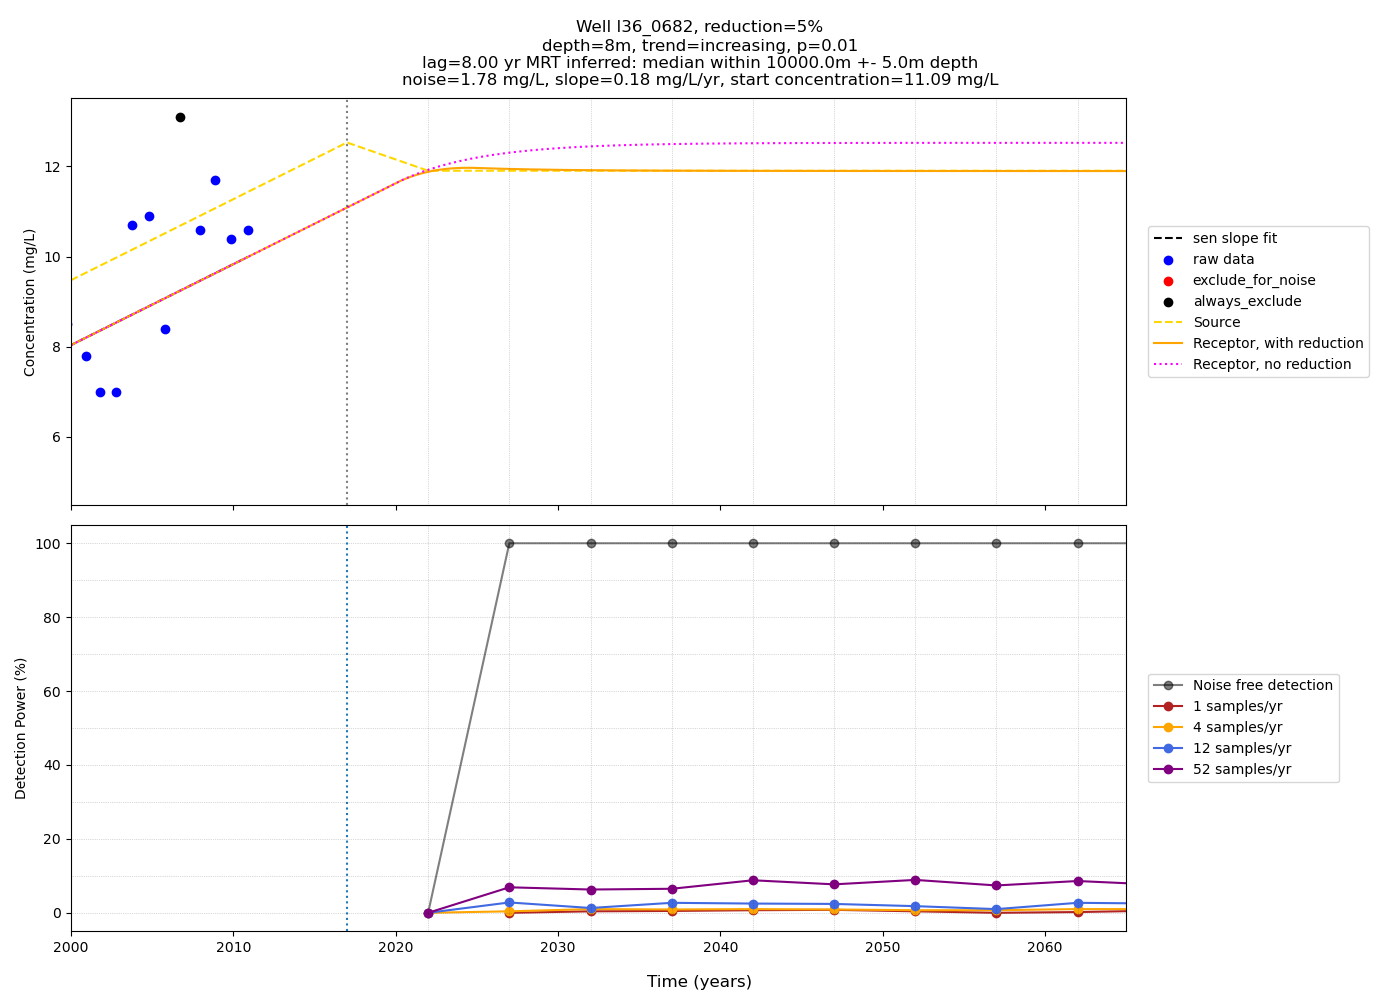 Well l36_0682, reduction=5%
depth=8m, trend=increasing, p=0.01
lag=8.00 yr MRT inferred: median within 10000.0m +- 5.0m depth
noise=1.78 mg/L, slope=0.18 mg/L/yr, start concentration=11.09 mg/L
Concentration (mg/L)
12
10
8
6
sen slope fit
raw data
exclude_for_noise
always_exclude
Source
Receptor, with reduction
Receptor, no reduction
Detection Power (%)
100
80
60
40
20
0
Noise free detection
1 samples/yr
4 samples/yr
12 samples/yr
52 samples/yr
2000 2010 2020 2030 2040 2050 2060
Time (years)